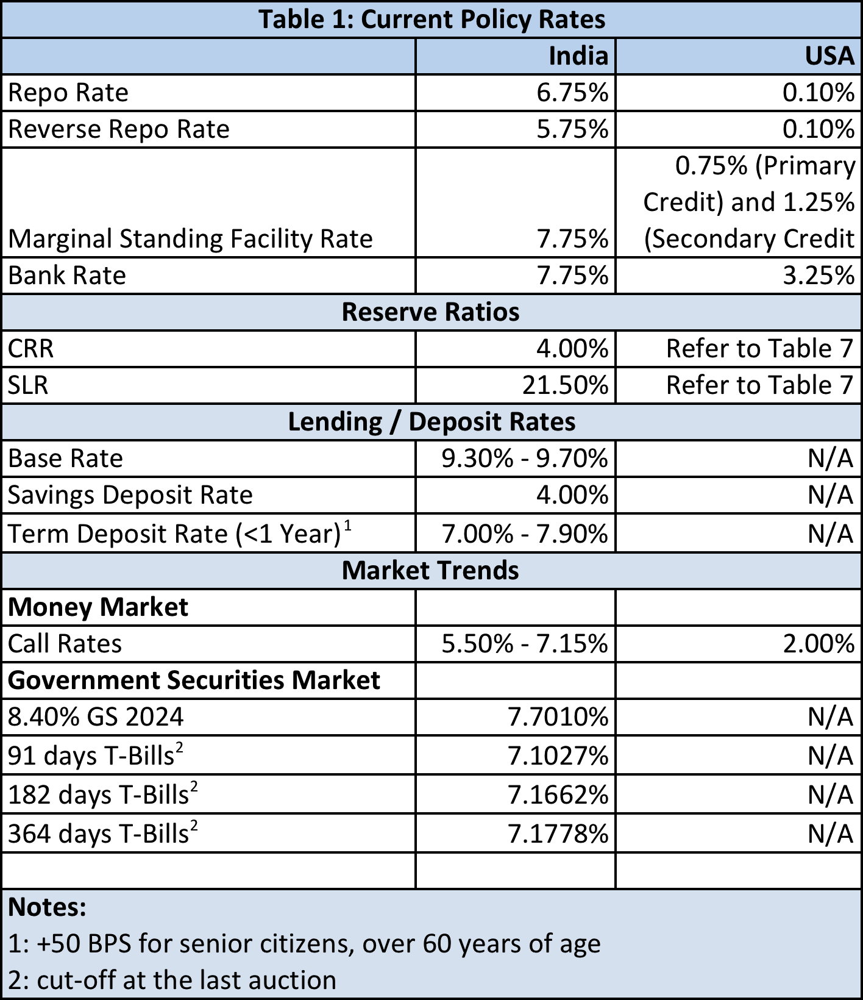 Table 1: Current Policy Rates
India USA
Repo Rate 6.75% 0.10%
Reverse Repo Rate 5.75% 0.10%
0.75% (Primary
Credit) and 1.25%
Marginal Standing Facility Rate 7.75% (Secondary Credit
Bank Rate 7.75% 3.25%
Reserve Ratios
CRR 4.00% Refer to Table 7
SLR 21.50% Refer to Table 7
Lending / Deposit Rates
Base Rate 9.30% - 9.70% N/A
Savings Deposit Rate 4.00% N/A
Term Deposit Rate (<1 Year)¹ 7.00% - 7.90% N/A
Market Trends
Money Market
Call Rates 5.50% - 7.15% 2.00%
Government Securities Market
8.40% GS 2024 7.7010% N/A
91 days T-Bills² 7.1027% N/A
182 days T-Bills² 7.1662% N/A
364 days T-Bills² 7.1778% N/A
Notes:
1: +50 BPS for senior citizens, over 60 years of age
2: cut-off at the last auction